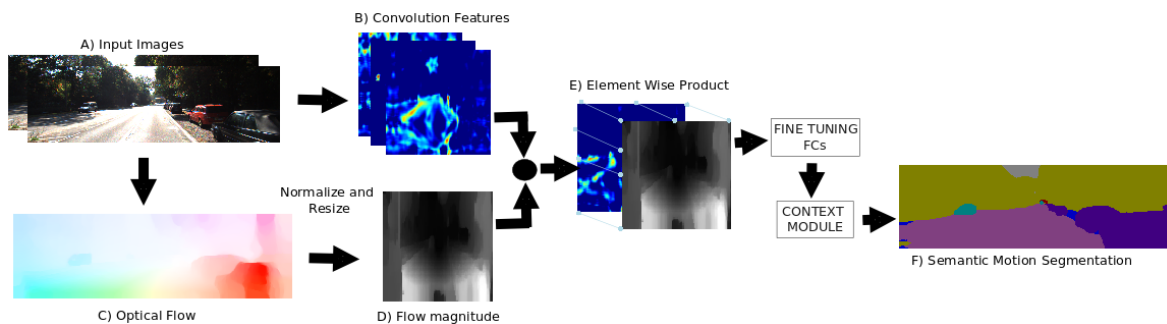 A) Input Images
B) Convolution Features
E) Element Wise Product
FINE TUNING
FCs
Normalize and
Resize
CONTEXT
MODULE
F) Semantic Motion Segmentation
C) Optical Flow
D) Flow magnitude